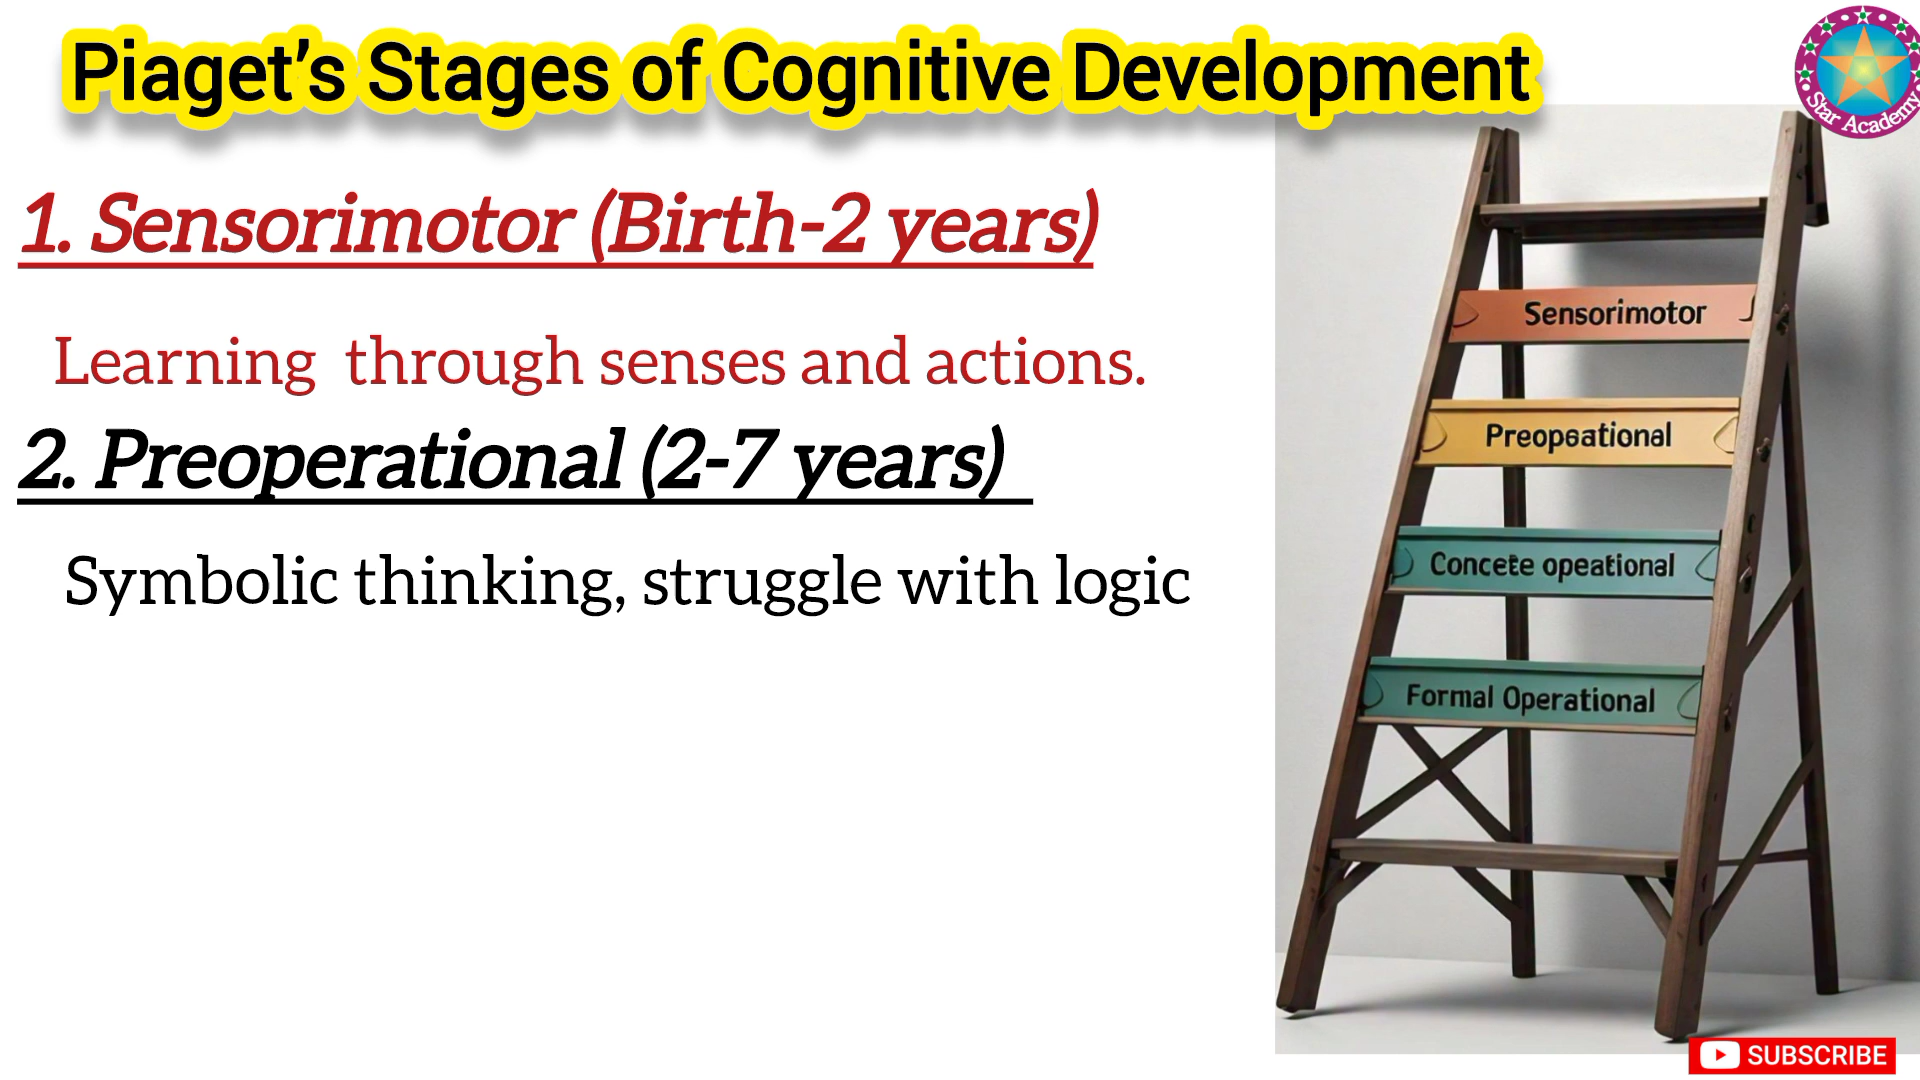 Piaget’s Stages of Cognitive Development
Star Academy
1. Sensorimotor (Birth-2 years)
Learning through senses and actions.
2. Preoperational (2-7 years)
Symbolic thinking, struggle with logic
Sensorimotor
Preopsational
Concete opeational
Formal Operational
SUBSCRIBE